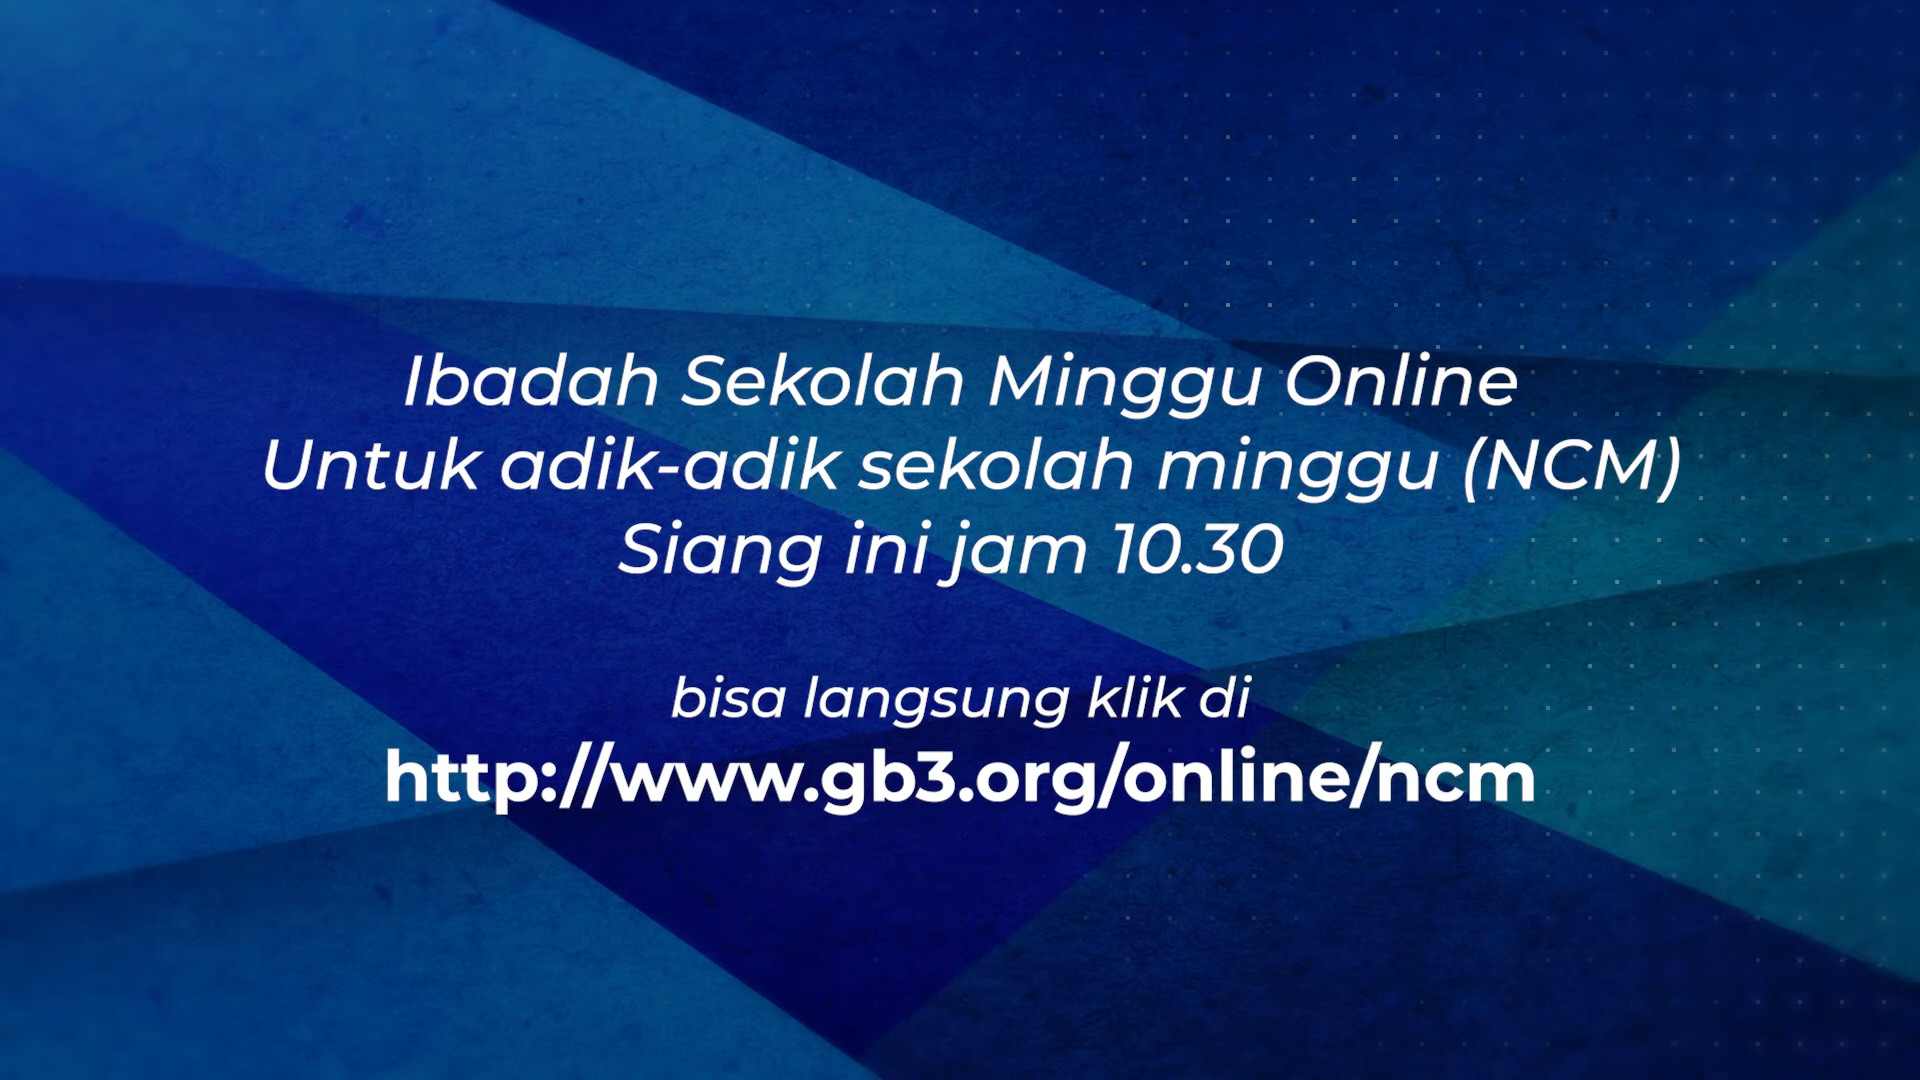 Ibadah Sekolah Minggu Online
Untuk adik-adik sekolah minggu (NCM)
Siang ini jam 10.30
bisa langsung klik di
http://www.gb3.org/online/ncm